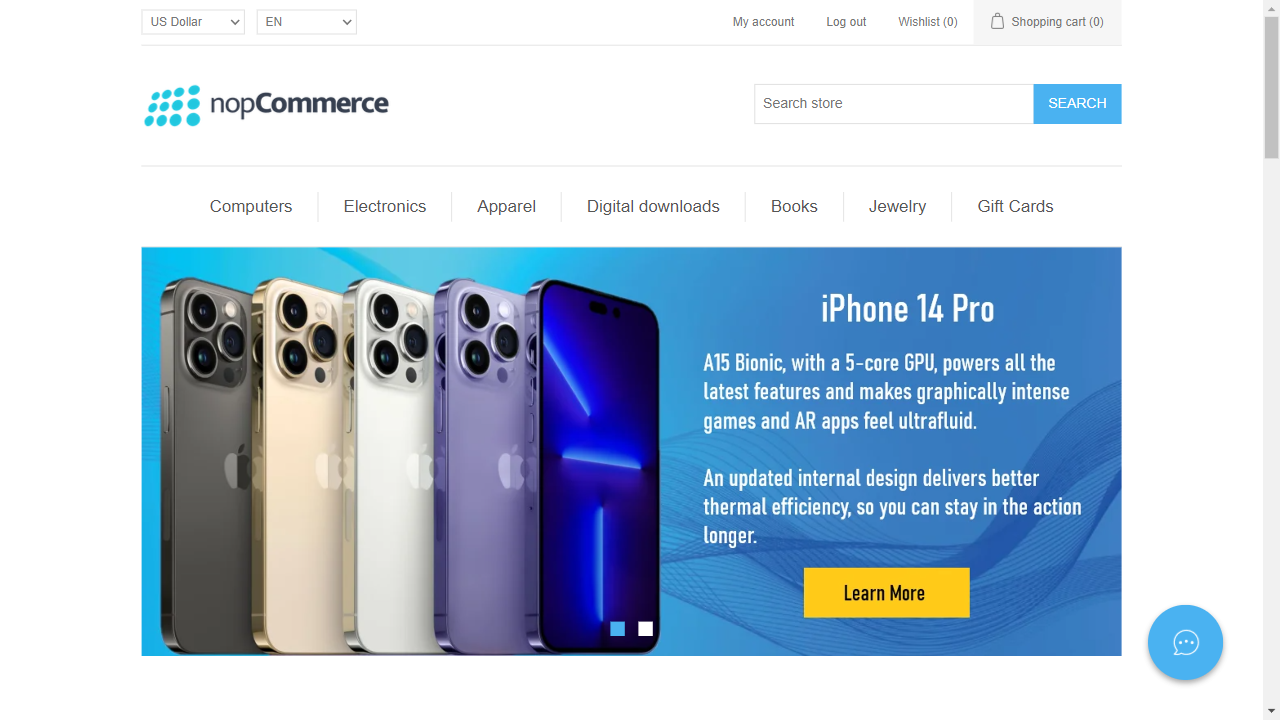 US Dollar
EN
My account
Log out
Wishlist (0)
Shopping cart (0)
nopCommerce
Search store
SEARCH
Computers
Electronics
Apparel
Digital downloads
Books
Jewelry
Gift Cards
iPhone 14 Pro
A15 Bionic, with a 5-core GPU, powers all the
latest features and makes graphically intense
games and AR apps feel ultrafluid.
An updated internal design delivers better
thermal efficiency, so you can stay in the action
longer.
Learn More